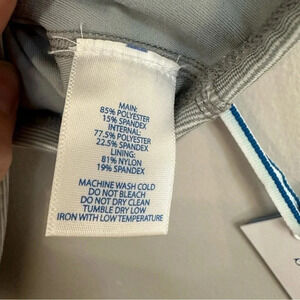 MAIN:
85% POLYESTER
15% SPANDEX
INTERNAL:
77.5% POLYESTER
22.5% SPANDEX
LINING:
81% NYLON
19% SPANDEX
MACHINE WASH COLD
DO NOT BLEACH
DO NOT DRY CLEAN
TUMBLE DRY LOW
IRON WITH LOW TEMPERATURE